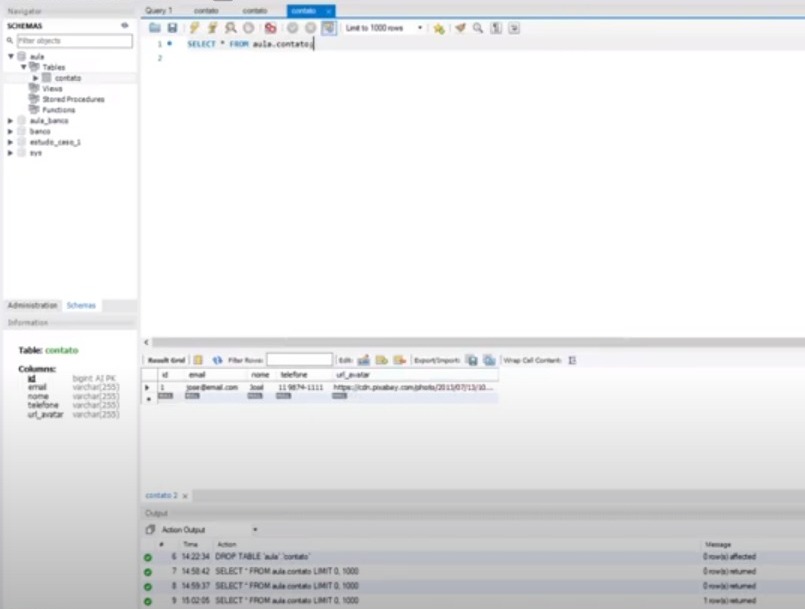 Navigator
SCHEMAS
Filter objects
aula
Tables
contato
Views
Stored Procedures
Functions
aula_banco
banco
estudo_caso_1
sys
Administration Schemas
Information
Table: contato
Columns:
id bigint AI PK
email varchar(255)
nome varchar(255)
telefone varchar(255)
url_avatar varchar(255)
Query 1 contato contato contato ×
Limit to 1000 rows
1 SELECT * FROM aula.contato;
2
Result Grid Filter Rows: Edit: Export/Import: Wrap Cell Content:
id email nome telefone url_avatar
1 jose@email.com José 11 9874-1111 https://cdn.pixabay.com/photo/2013/07/13/10...
NULL NULL NULL NULL NULL
contato 2 ×
Output
Action Output
# Time Action Message
6 14:22:34 DROP TABLE `aula`.`contato` 0 row(s) affected
7 14:58:42 SELECT * FROM aula.contato LIMIT 0, 1000 0 row(s) returned
8 14:59:37 SELECT * FROM aula.contato LIMIT 0, 1000 0 row(s) returned
9 15:02:05 SELECT * FROM aula.contato LIMIT 0, 1000 1 row(s) returned